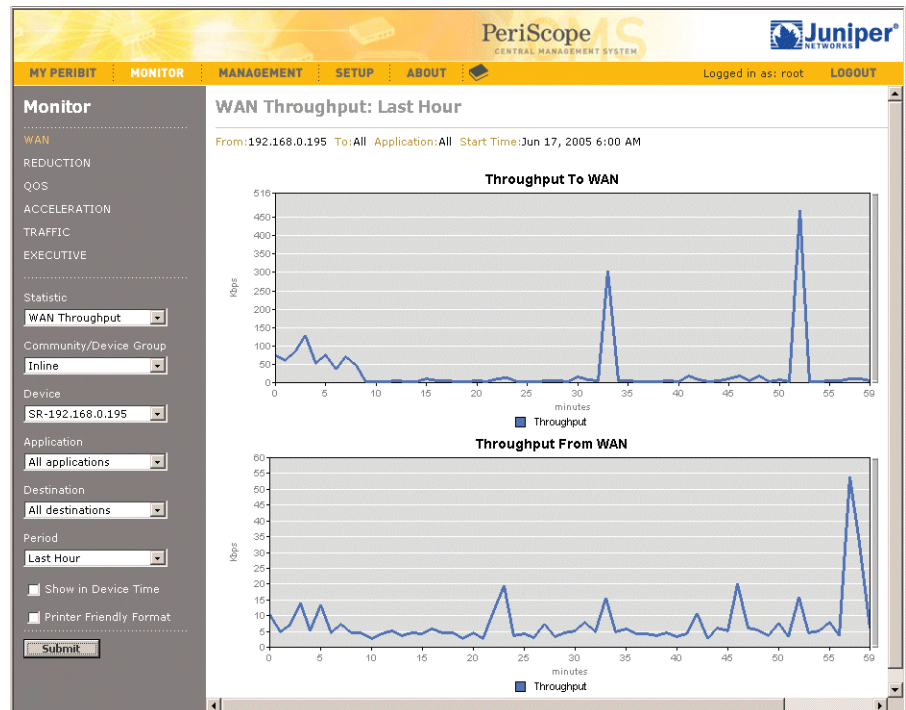 PeriScope
CENTRAL MANAGEMENT SYSTEM
CMS
Juniper
NETWORKS
MY PERIBIT MONITOR MANAGEMENT SETUP ABOUT Logged in as: root LOGOUT
Monitor
WAN
REDUCTION
QOS
ACCELERATION
TRAFFIC
EXECUTIVE
Statistic
WAN Throughput
Community/Device Group
Inline
Device
SR-192.168.0.195
Application
All applications
Destination
All destinations
Period
Last Hour
Show in Device Time
Printer Friendly Format
Submit
WAN Throughput: Last Hour
From:192.168.0.195 To:All Application:All Start Time:Jun 17, 2005 6:00 AM
Throughput To WAN
516
450
400
350
300
250
200
150
100
50
0
Kbps
0 5 10 15 20 25 30 35 40 45 50 55 59
minutes
Throughput
Throughput From WAN
60
55
50
45
40
35
30
25
20
15
10
5
0
Kbps
0 5 10 15 20 25 30 35 40 45 50 55 59
minutes
Throughput